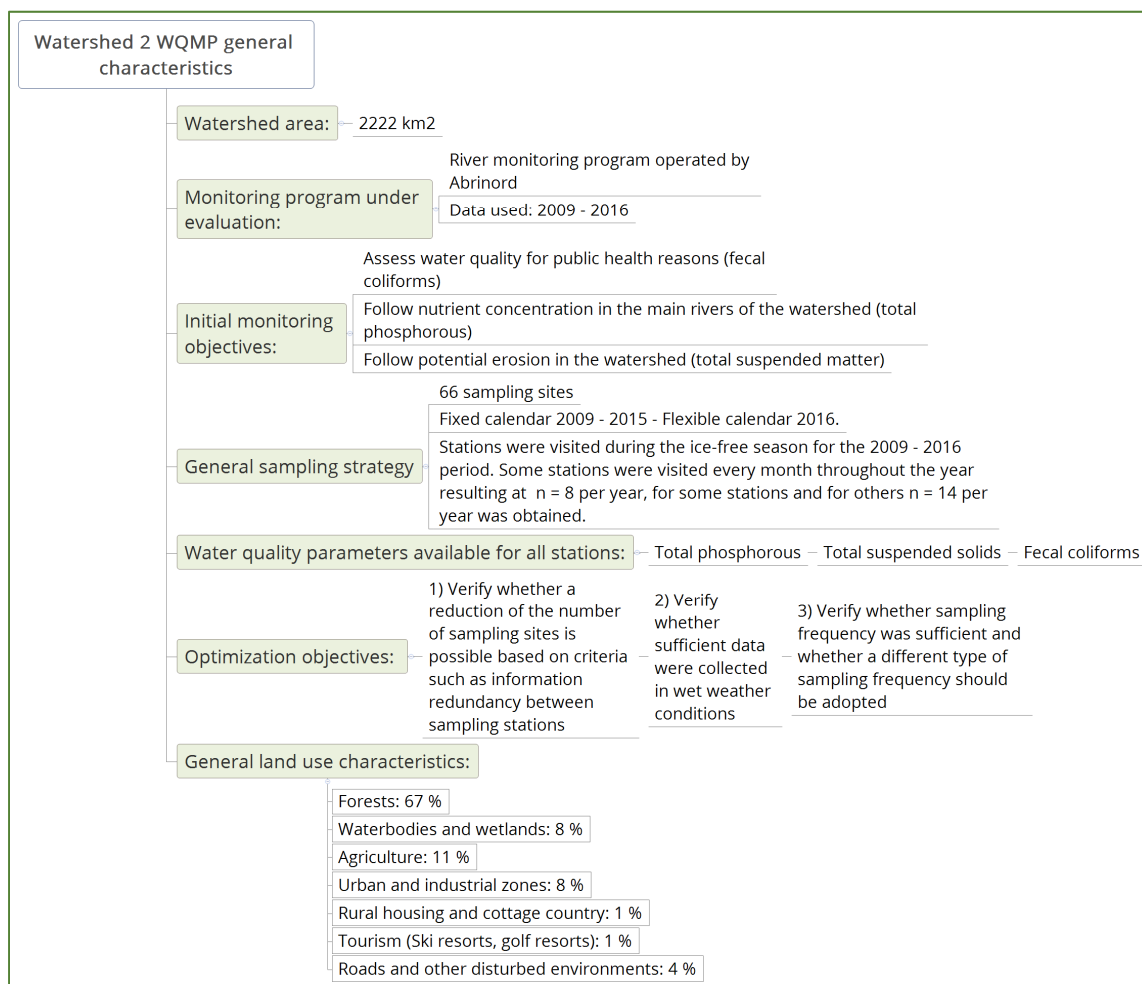 Watershed 2 WQMP general
characteristics
Watershed area:
2222 km2
Monitoring program under
evaluation:
River monitoring program operated by
Abrinord
Data used: 2009 - 2016
Initial monitoring
objectives:
Assess water quality for public health reasons (fecal
coliforms)
Follow nutrient concentration in the main rivers of the watershed (total
phosphorous)
Follow potential erosion in the watershed (total suspended matter)
General sampling strategy
66 sampling sites
Fixed calendar 2009 - 2015 - Flexible calendar 2016.
Stations were visited during the ice-free season for the 2009 - 2016
period. Some stations were visited every month throughout the year
resulting at  n = 8 per year, for some stations and for others n = 14 per
year was obtained.
Water quality parameters available for all stations:
Total phosphorous
Total suspended solids
Fecal coliforms
Optimization objectives:
1) Verify whether a
reduction of the number
of sampling sites is
possible based on criteria
such as information
redundancy between
sampling stations
2) Verify
whether
sufficient data
were collected
in wet weather
conditions
3) Verify whether sampling
frequency was sufficient and
whether a different type of
sampling frequency should
be adopted
General land use characteristics:
Forests: 67 %
Waterbodies and wetlands: 8 %
Agriculture: 11 %
Urban and industrial zones: 8 %
Rural housing and cottage country: 1 %
Tourism (Ski resorts, golf resorts): 1 %
Roads and other disturbed environments: 4 %